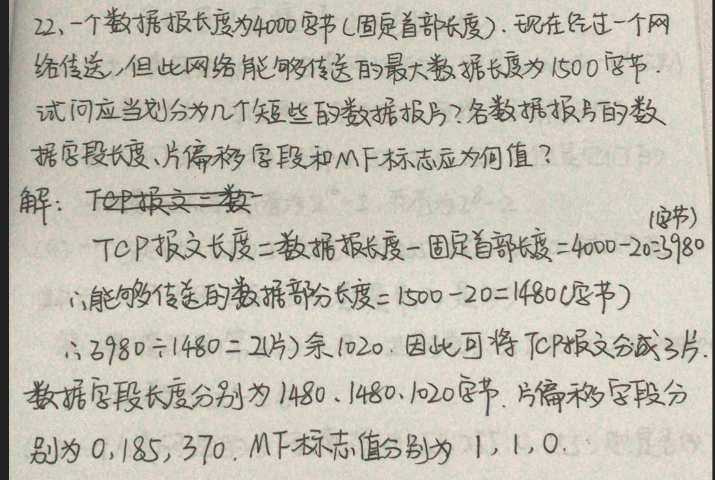 22、一个数据报长度为4000字节(固定首部长度).现在经过一个网
络传送,但此网络能够传送的最大数据长度为1500字节.
试问应当划分为几个短些的数据报片?各数据报片的数
据字段长度、片偏移字段和MF标志应为何值?
解: TCP报文=数
(字节)
TCP报文长度=数据报长度-固定首部长度=4000-20=3980
∴能够传送的数据部分长度=1500-20=1480(字节)
∴3980÷1480=2(片)余1020.因此可将TCP报文分成3片.
数据字段长度分别为1480、1480、1020字节.片偏移字段分
别为0,185,370.MF标志值分别为1,1,0.